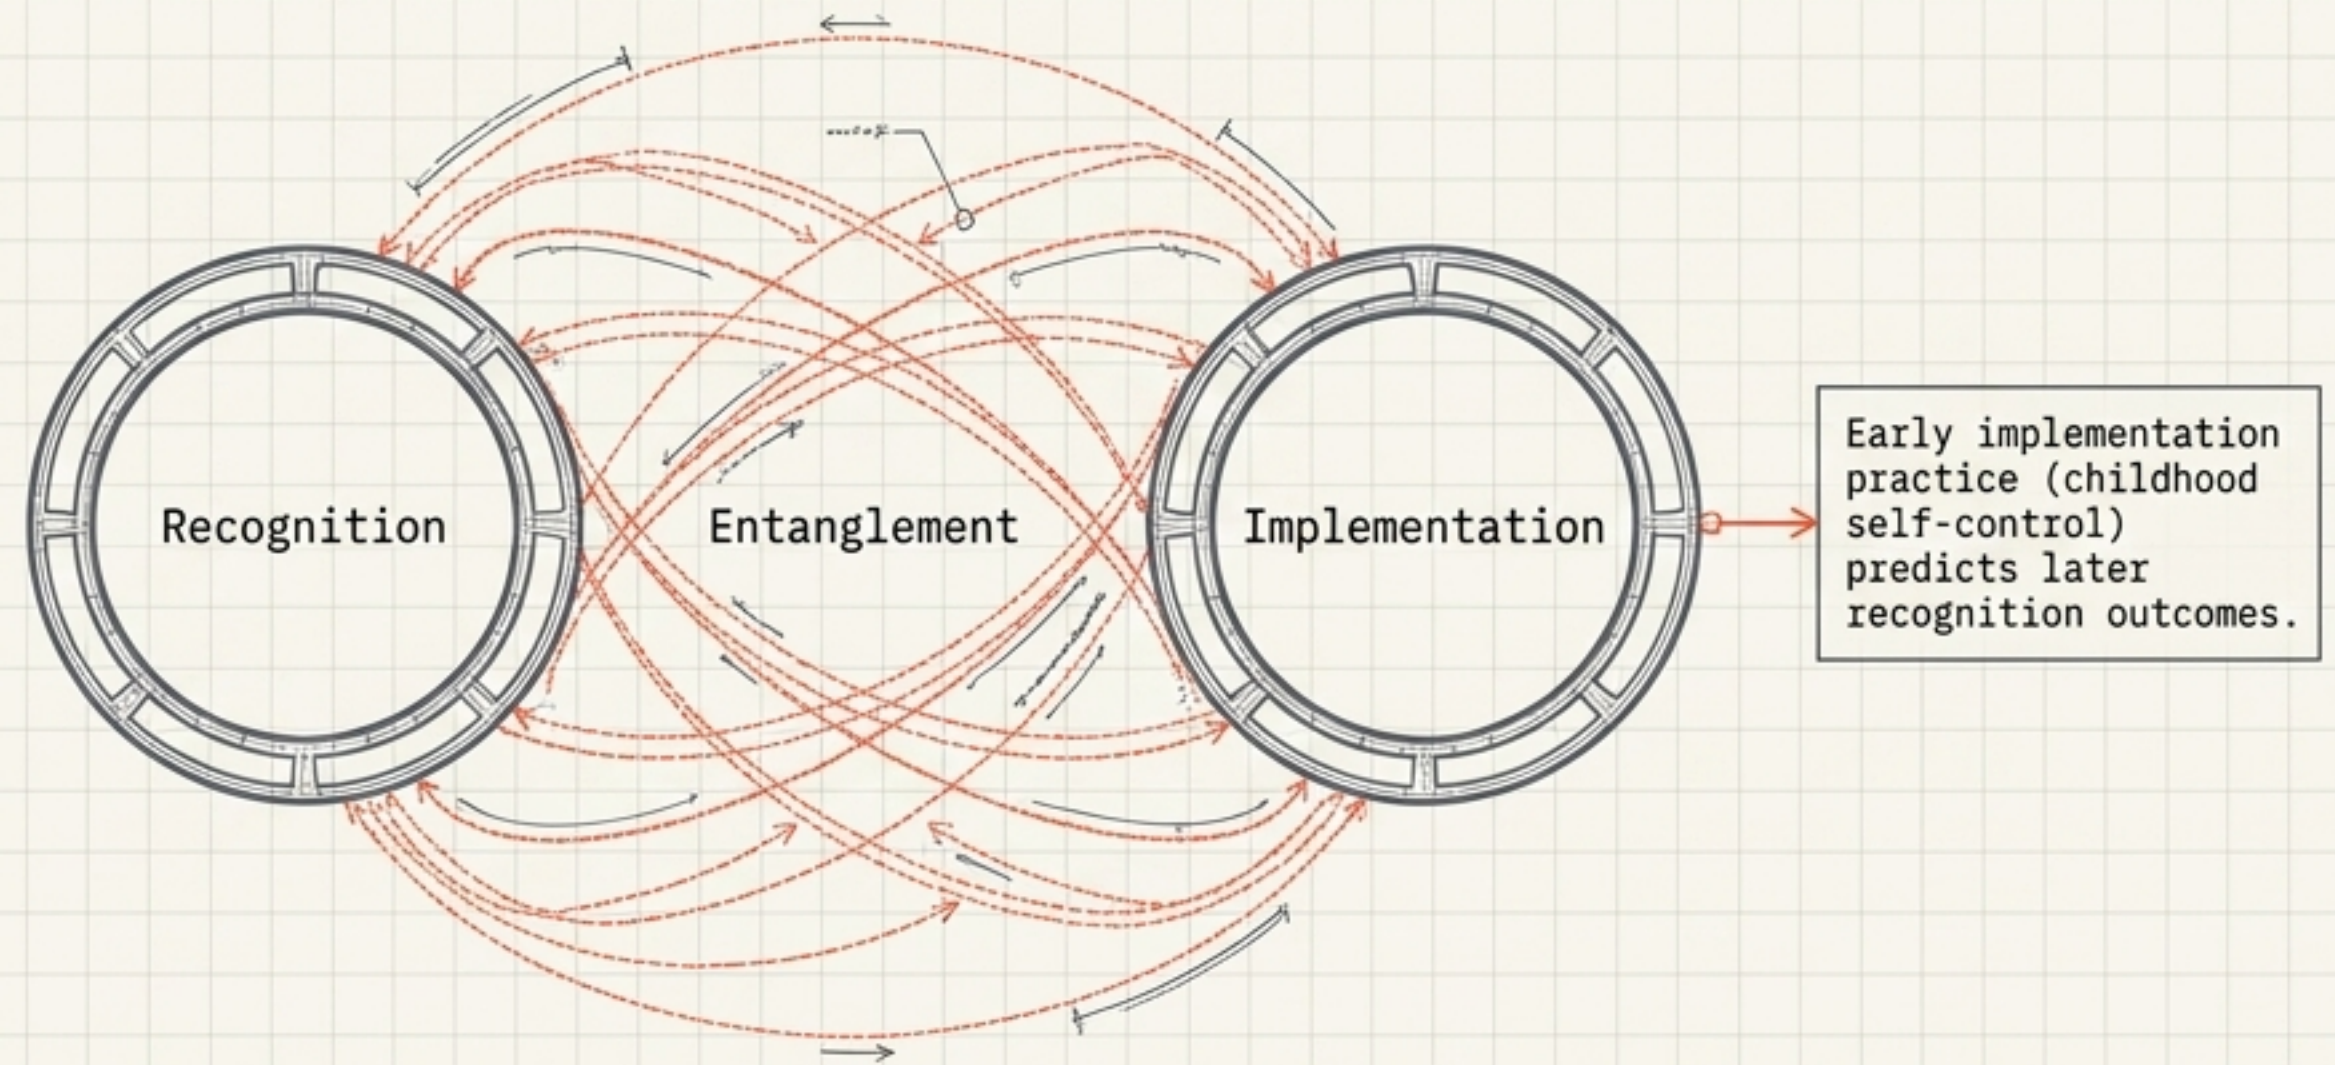 Recognition
Entanglement
Implementation
Early implementation
practice (childhood
self-control)
predicts later
recognition outcomes.